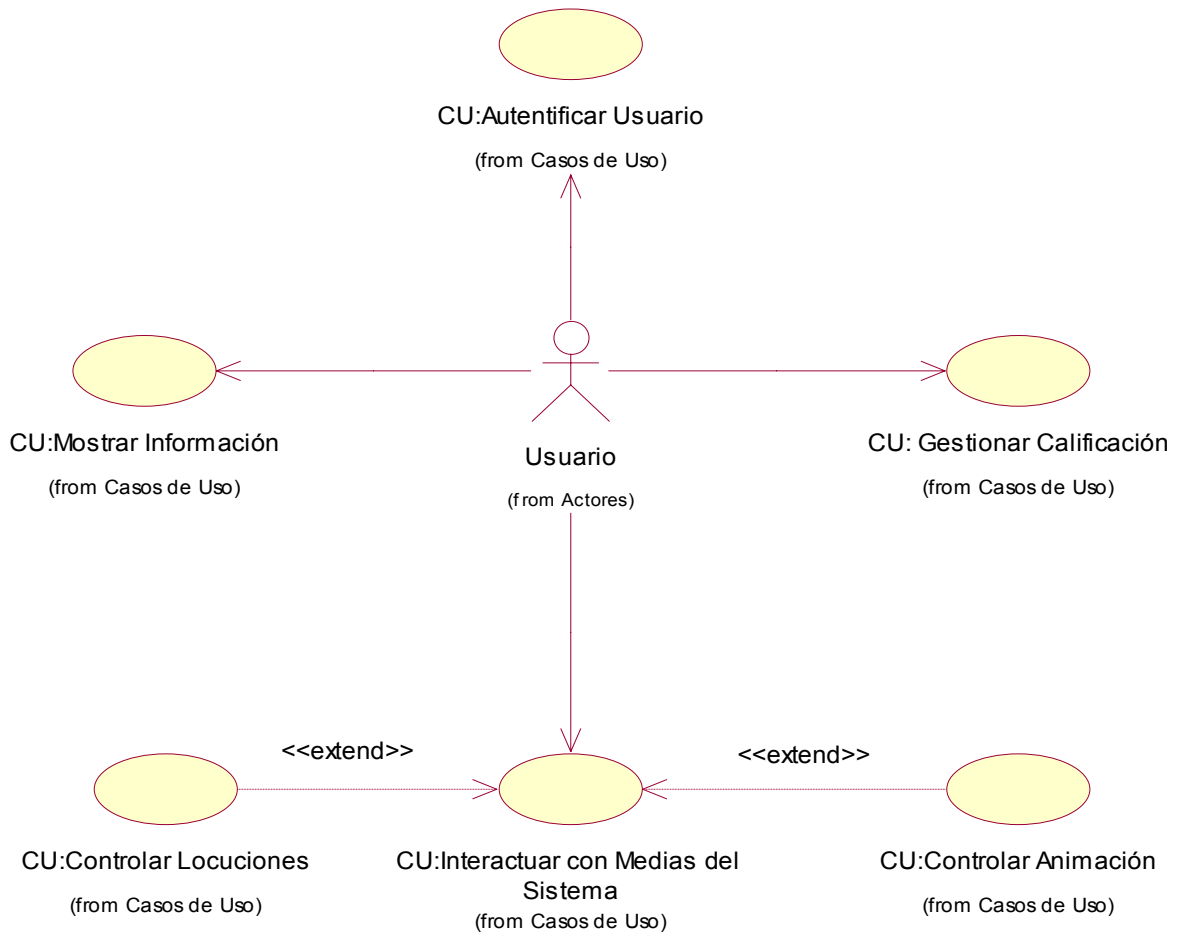 CU:Autentificar Usuario
(from Casos de Uso)
CU:Mostrar Información
(from Casos de Uso)
Usuario
(from Actores)
CU: Gestionar Calificación
(from Casos de Uso)
<<extend>>
<<extend>>
CU:Controlar Locuciones
(from Casos de Uso)
CU:Interactuar con Medias del
Sistema
(from Casos de Uso)
CU:Controlar Animación
(from Casos de Uso)